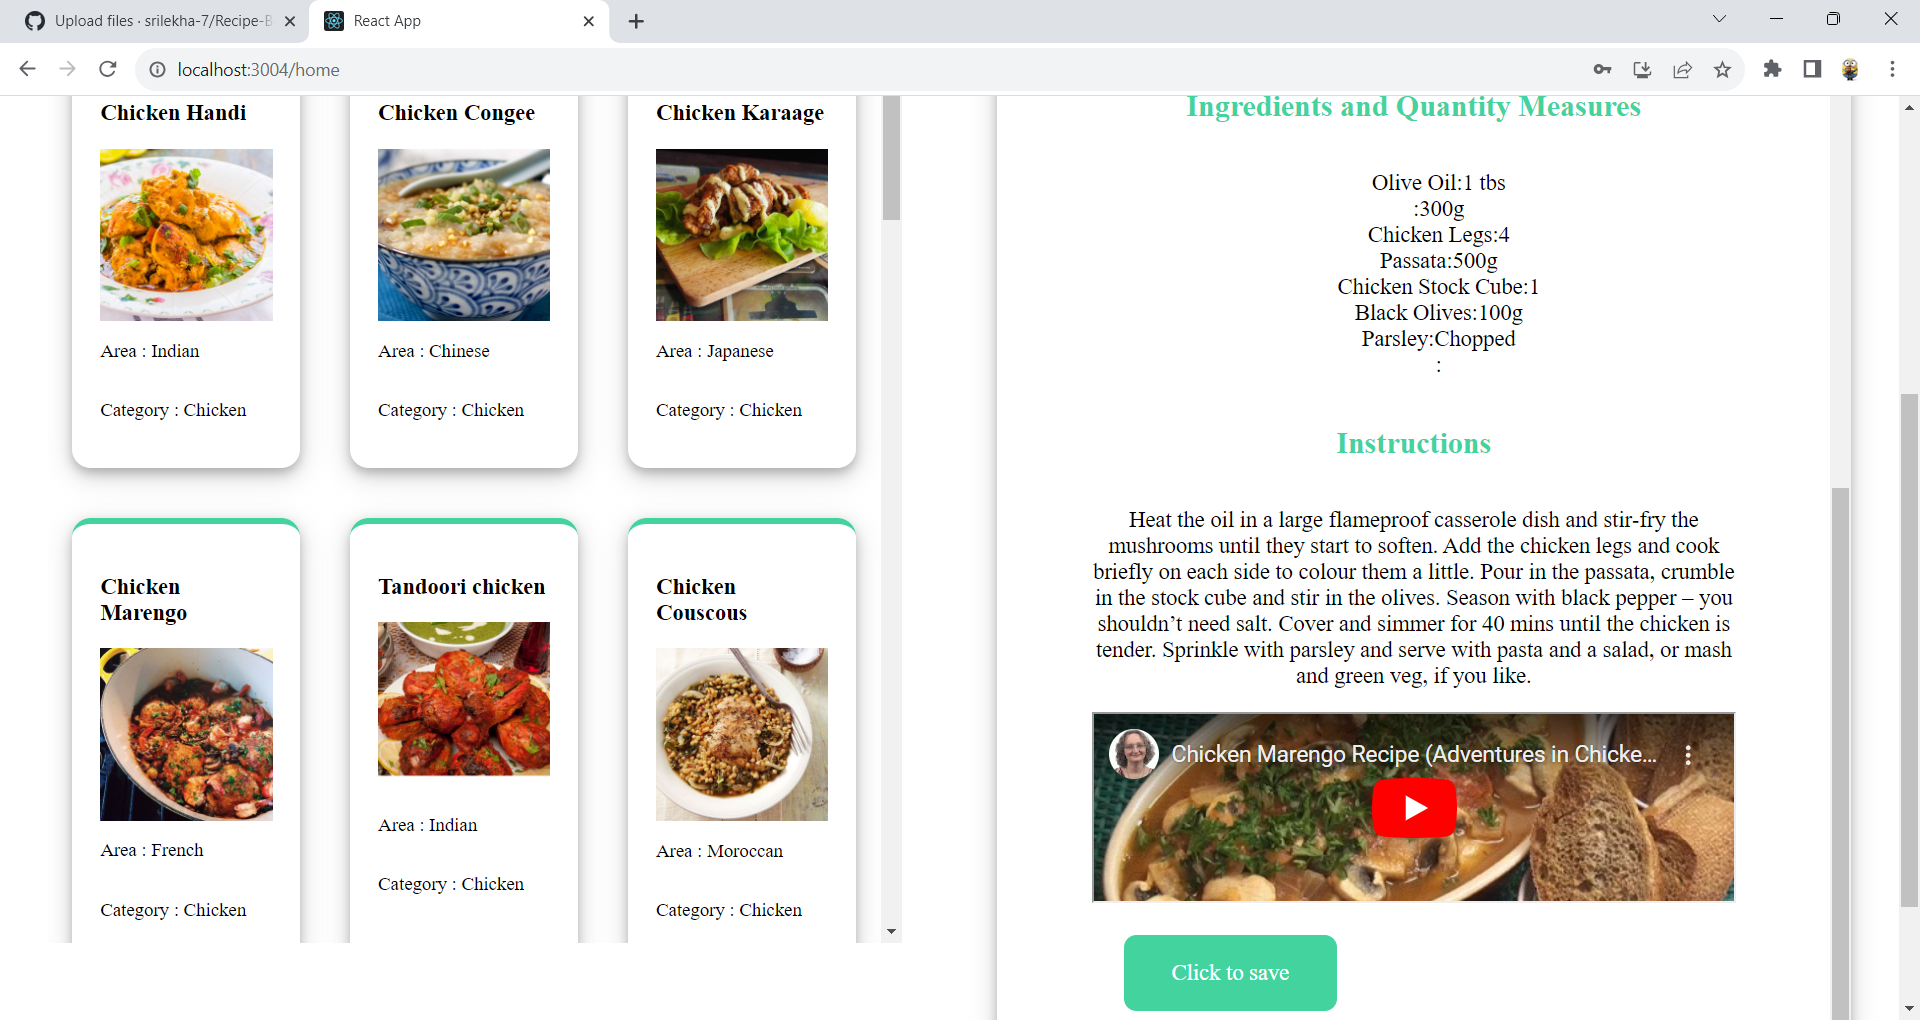 Upload files · srilekha-7/Recipe-B
React App
localhost:3004/home
Chicken Handi
Area : Indian
Category : Chicken
Chicken Congee
Area : Chinese
Category : Chicken
Chicken Karaage
Area : Japanese
Category : Chicken
Chicken
Marengo
Area : French
Category : Chicken
Tandoori chicken
Area : Indian
Category : Chicken
Chicken
Couscous
Area : Moroccan
Category : Chicken
Ingredients and Quantity Measures
Olive Oil:1 tbs
:300g
Chicken Legs:4
Passata:500g
Chicken Stock Cube:1
Black Olives:100g
Parsley:Chopped
:
Instructions
Heat the oil in a large flameproof casserole dish and stir-fry the
mushrooms until they start to soften. Add the chicken legs and cook
briefly on each side to colour them a little. Pour in the passata, crumble
in the stock cube and stir in the olives. Season with black pepper – you
shouldn’t need salt. Cover and simmer for 40 mins until the chicken is
tender. Sprinkle with parsley and serve with pasta and a salad, or mash
and green veg, if you like.
Chicken Marengo Recipe (Adventures in Chicke...
Click to save